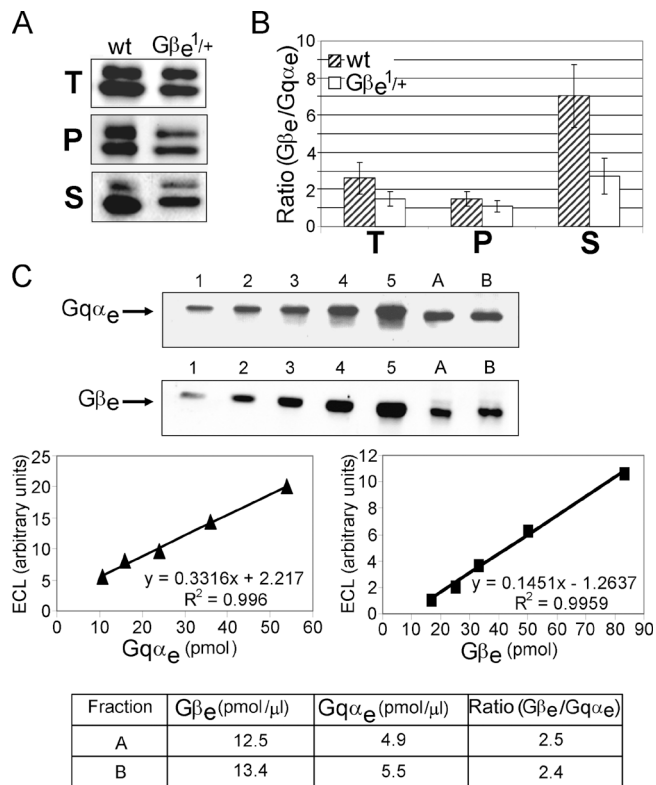 A
wt Gβe¹/+
T
P
S
B
Ratio (Gβe/Gqαe)
10
8
6
4
2
0
wt
Gβe¹/+
T P S
C
1 2 3 4 5 A B
Gqαe
1 2 3 4 5 A B
Gβe
ECL (arbitrary units)
25
20
15
10
5
0
y = 0.3316x + 2.217
R² = 0.996
0 10 20 30 40 50 60
Gqαe (pmol)
ECL (arbitrary units)
12
10
8
6
4
2
0
y = 0.1451x - 1.2637
R² = 0.9959
0 10 20 30 40 50 60 70 80 90
Gβe (pmol)
Fraction Gβe (pmol/μl) Gqαe (pmol/μl) Ratio (Gβe/Gqαe)
A 12.5 4.9 2.5
B 13.4 5.5 2.4